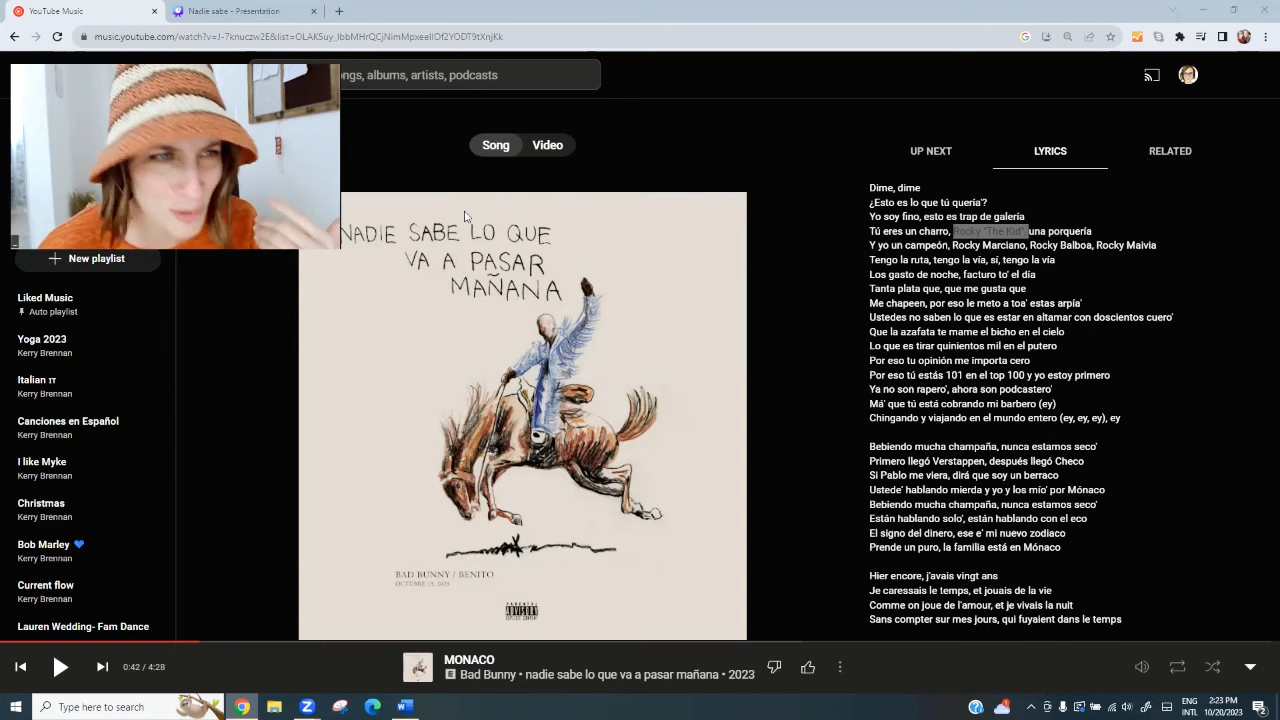 YouTube Music
Nadie sabe - Presentation
music.youtube.com/watch?v=J-7knuczw2E&list=OLAK5uy_lbbMHrQCjNimMpxeeIlOf2YODT9tXnjKk
ongs, albums, artists, podcasts
Song
Video
UP NEXT
LYRICS
RELATED
NADIE SABE LO QUE
VA A PASAR
MAÑANA
BAD BUNNY / BENITO
OCTUBRE 13, 2023
PARENTAL
ADVISORY
EXPLICIT CONTENT
New playlist
Liked Music
Auto playlist
Yoga 2023
Kerry Brennan
Italian ππ
Kerry Brennan
Canciones en Español
Kerry Brennan
I like Myke
Kerry Brennan
Christmas
Kerry Brennan
Bob Marley 💙
Kerry Brennan
Current flow
Kerry Brennan
Lauren Wedding- Fam Dance
Dime, dime
¿Esto es lo que tú quería'?
Yo soy fino, esto es trap de galería
Tú eres un charro, Rocky "The Kid", una porquería
Y yo un campeón, Rocky Marciano, Rocky Balboa, Rocky Maivia
Tengo la ruta, tengo la vía, sí, tengo la vía
Los gasto de noche, facturo to' el día
Tanta plata que, que me gusta que
Me chapeen, por eso le meto a toa' estas arpía'
Ustedes no saben lo que es estar en altamar con doscientos cuero'
Que la azafata te mame el bicho en el cielo
Lo que es tirar quinientos mil en el putero
Por eso tu opinión me importa cero
Por eso tú estás 101 en el top 100 y yo estoy primero
Ya no son rapero', ahora son podcastero'
Má' que tú está cobrando mi barbero (ey)
Chingando y viajando en el mundo entero (ey, ey, ey), ey
Bebiendo mucha champaña, nunca estamos seco'
Primero llegó Verstappen, después llegó Checo
Si Pablo me viera, dirá que soy un berraco
Ustede' hablando mierda y yo y los mío' por Mónaco
Bebiendo mucha champaña, nunca estamos seco'
Están hablando solo', están hablando con el eco
El signo del dinero, ese e' mi nuevo zodiaco
Prende un puro, la familia está en Mónaco
Hier encore, j'avais vingt ans
Je caressais le temps, et jouais de la vie
Comme on joue de l'amour, et je vivais la nuit
Sans compter sur mes jours, qui fuyaient dans le temps
0:42 / 4:28
MONACO
E Bad Bunny • nadie sabe lo que va a pasar mañana • 2023
Type here to search
ENG
INTL
2:23 PM
10/20/2023
2